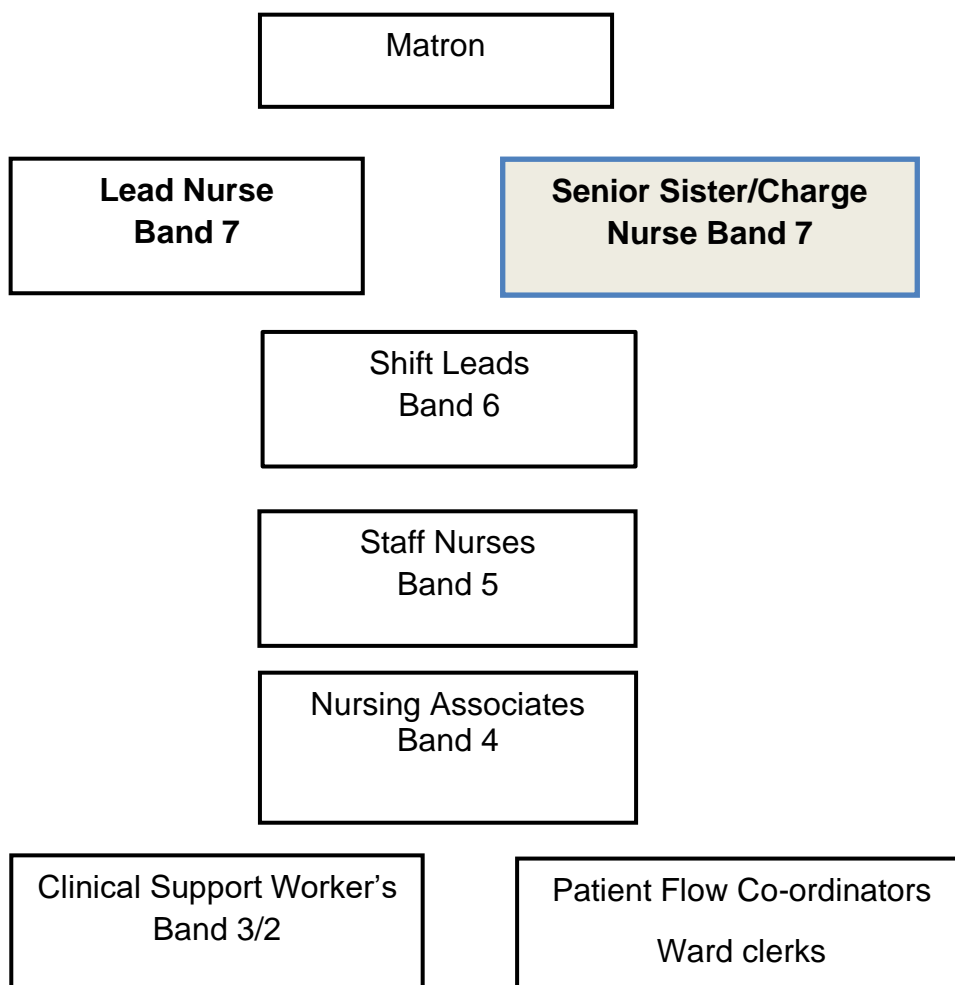 Matron
Lead Nurse
Band 7
Senior Sister/Charge
Nurse Band 7
Shift Leads
Band 6
Staff Nurses
Band 5
Nursing Associates
Band 4
Clinical Support Worker’s
Band 3/2
Patient Flow Co-ordinators
Ward clerks